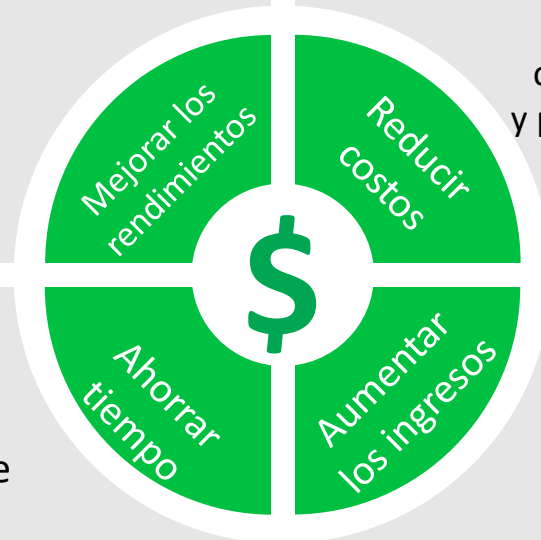 Mejorar los
rendimientos
Reducir
costos
y
$
Ahorrar
tiempo
Aumentar
los ingresos